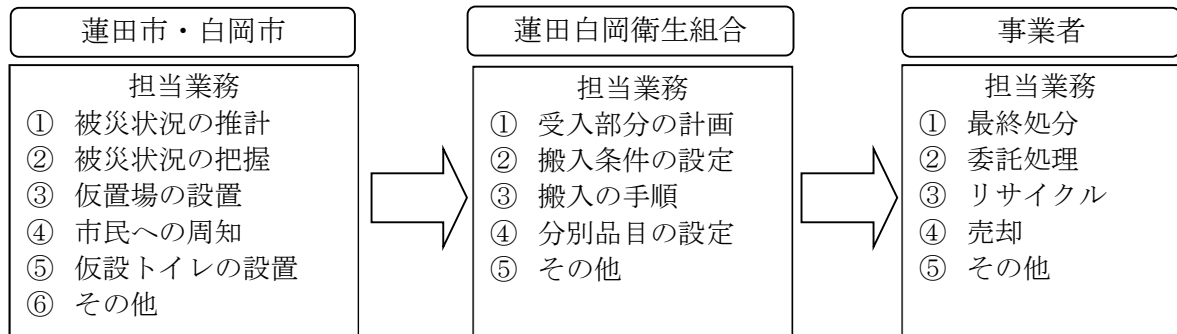 蓮田市・白岡市
担当業務
① 被災状況の推計
② 被災状況の把握
③ 仮置場の設置
④ 市民への周知
⑤ 仮設トイレの設置
⑥ その他
蓮田白岡衛生組合
担当業務
① 受入部分の計画
② 搬入条件の設定
③ 搬入の手順
④ 分別品目の設定
⑤ その他
事業者
担当業務
① 最終処分
② 委託処理
③ リサイクル
④ 売却
⑤ その他